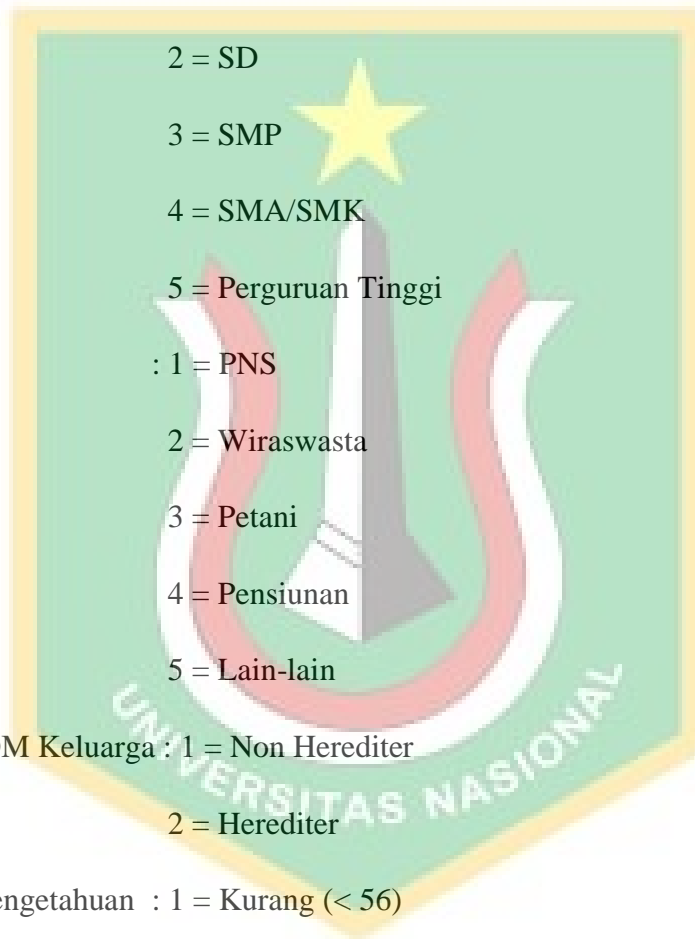 2 = SD
3 = SMP
4 = SMA/SMK
5 = Perguruan Tinggi
: 1 = PNS
2 = Wiraswasta
3 = Petani
4 = Pensiunan
5 = Lain-lain
Keluarga : 1 = Non Herediter
2 = Herediter
: 1 = Kurang (< 56)
UNIVERSITAS NASIONAL